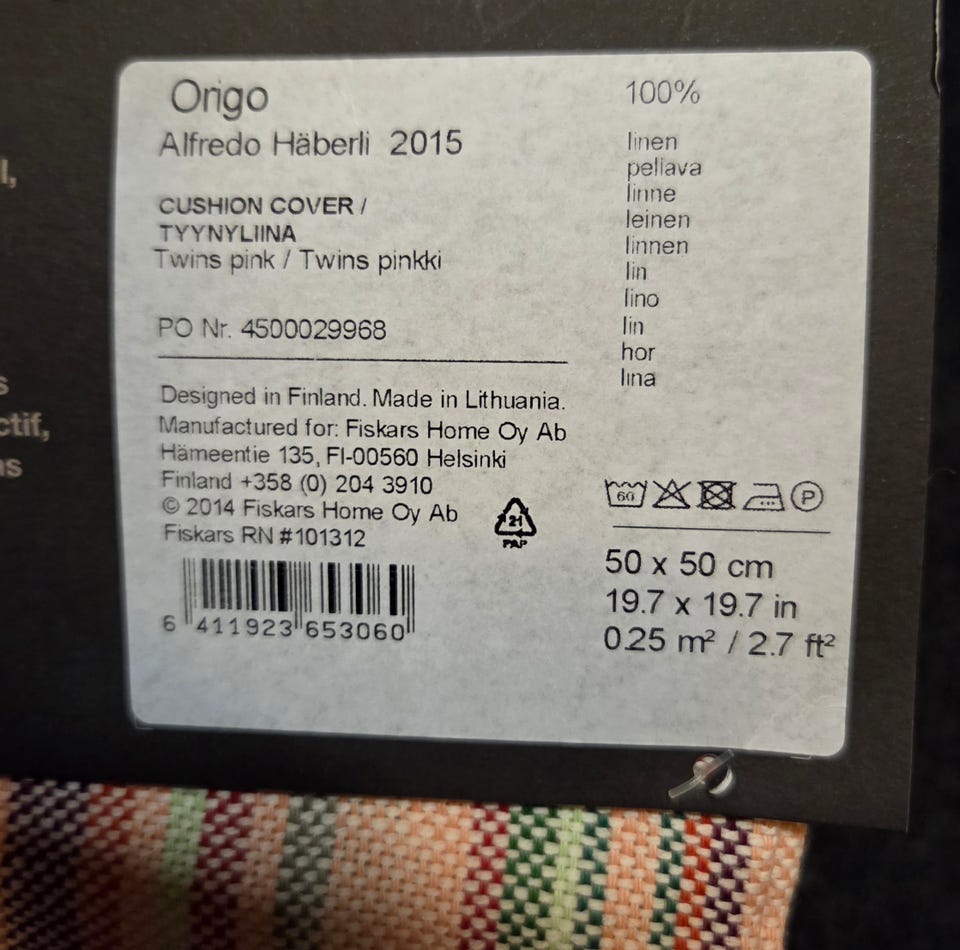 Origo
Alfredo Häberli 2015
CUSHION COVER /
TYYNYLIINA
Twins pink / Twins pinkki
PO Nr. 4500029968
Designed in Finland. Made in Lithuania.
Manufactured for: Fiskars Home Oy Ab
Hämeentie 135, FI-00560 Helsinki
Finland +358 (0) 204 3910
© 2014 Fiskars Home Oy Ab
Fiskars RN #101312
21
PAP
6 411923 653060
100%
linen
pellava
linne
leinen
linnen
lin
lino
lin
hor
lina
60
P
50 x 50 cm
19.7 x 19.7 in
0.25 m² / 2.7 ft²